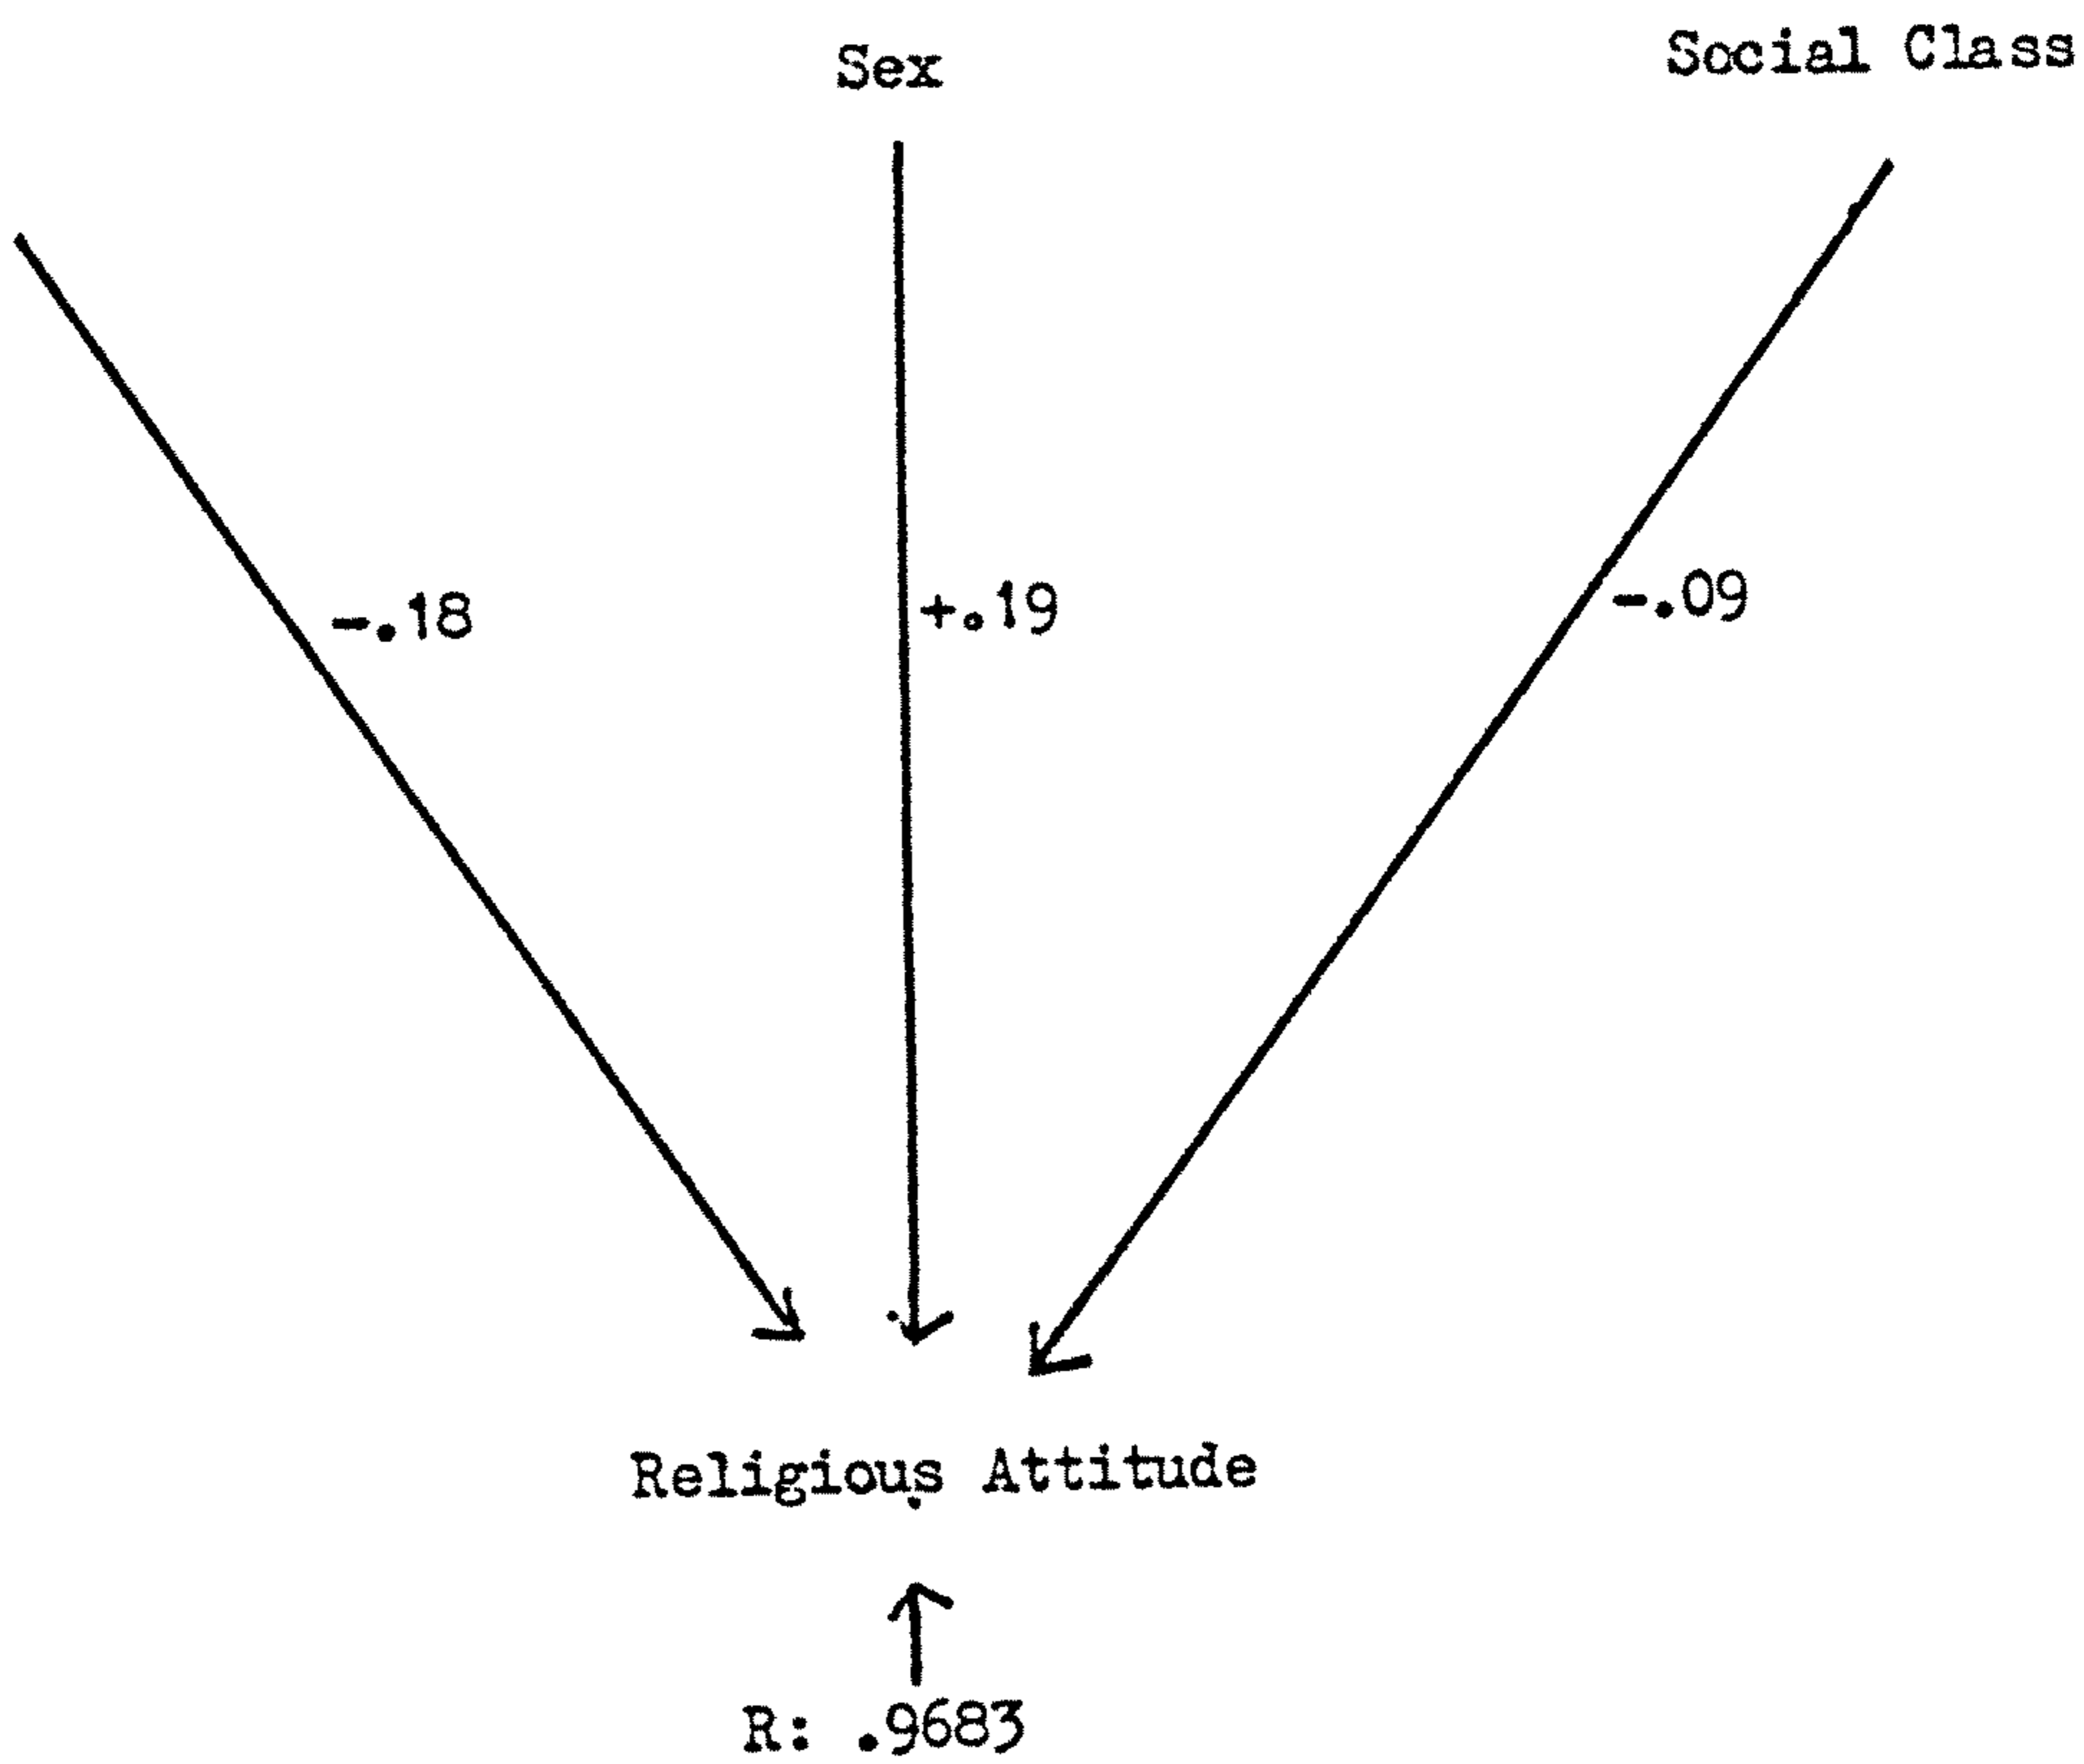 Sex
Social Class
-.18
+.19
-.09
Religious Attitude
R: .9683